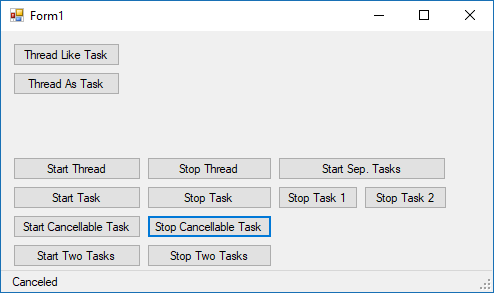 Form1
Thread Like Task
Thread As Task
Start Thread Stop Thread Start Sep. Tasks
Start Task Stop Task Stop Task 1 Stop Task 2
Start Cancellable Task Stop Cancellable Task
Start Two Tasks Stop Two Tasks
Canceled